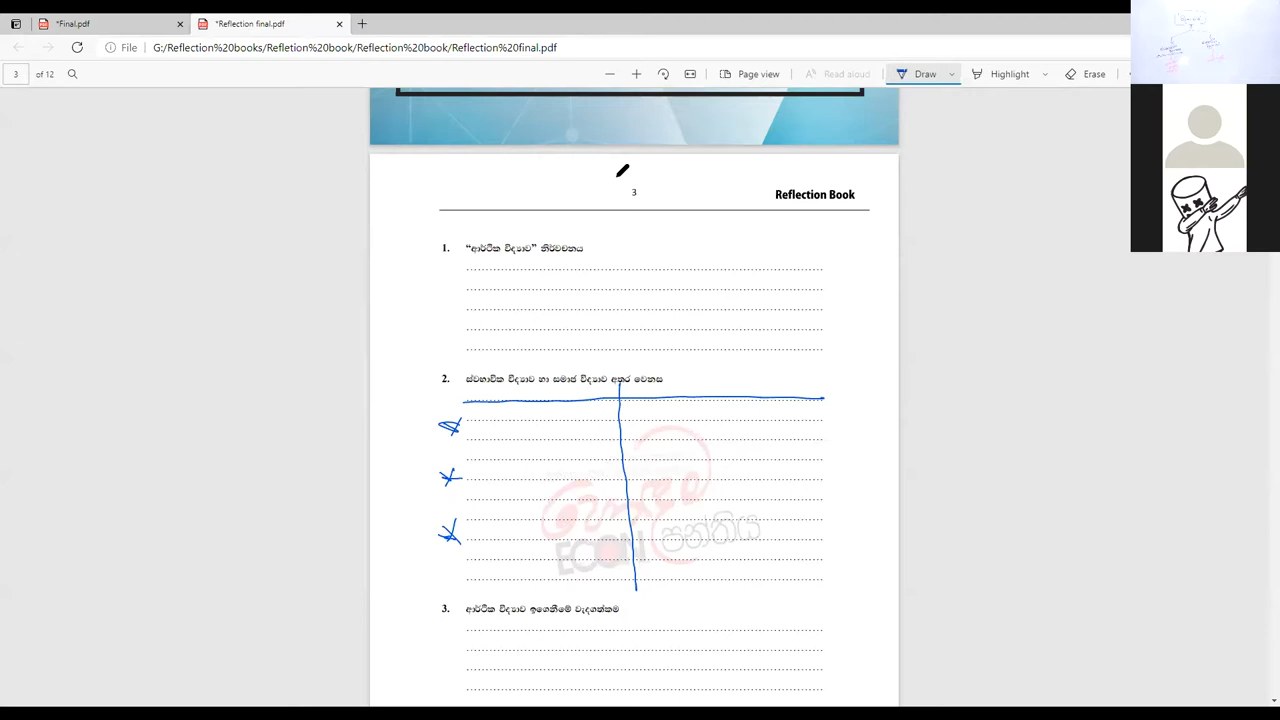 *Final.pdf
*Reflection final.pdf
File G:/Reflection%20books/Refletion%20book/Reflection%20book/Reflection%20final.pdf
3 of 12
Page view
Read aloud
Draw
Highlight
Erase
3
Reflection Book
1. “ආර්ථික විද්‍යාව” නිර්වචනය
2. ස්වභාවික විද්‍යාව හා සමාජ විද්‍යාව අතර වෙනස
ECON පන්තිය
3. ආර්ථික විද්‍යාව ඉගෙනීමේ වැදගත්කම